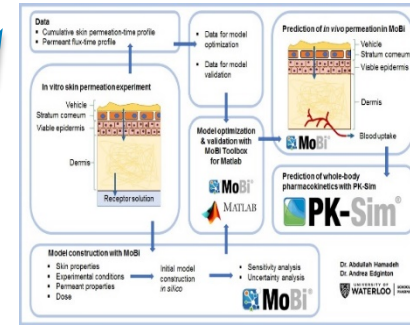 Data
• Cumulative skin permeation-time profile
• Permeant flux-time profile
• Data for model optimization
• Data for model validation
Prediction of in vivo permeation in MoBi
Vehicle
Stratum corneum
Viable epidermis
Dermis
Blood uptake
MoBi
In vitro skin permeation experiment
Vehicle
Stratum corneum
Viable epidermis
Dermis
Receptor solution
Model optimization
& validation with
MoBi Toolbox
for Matlab
MoBi
MATLAB
Prediction of whole-body
pharmacokinetics with PK-Sim
PK-Sim®
Model construction with MoBi
• Skin properties
• Experimental conditions
• Permeant properties
• Dose
Initial model
construction
in silico
• Sensitivity analysis
• Uncertainty analysis
MoBi
Dr. Abdullah Hamadeh
Dr. Andrea Edginton
UNIVERSITY OF
WATERLOO